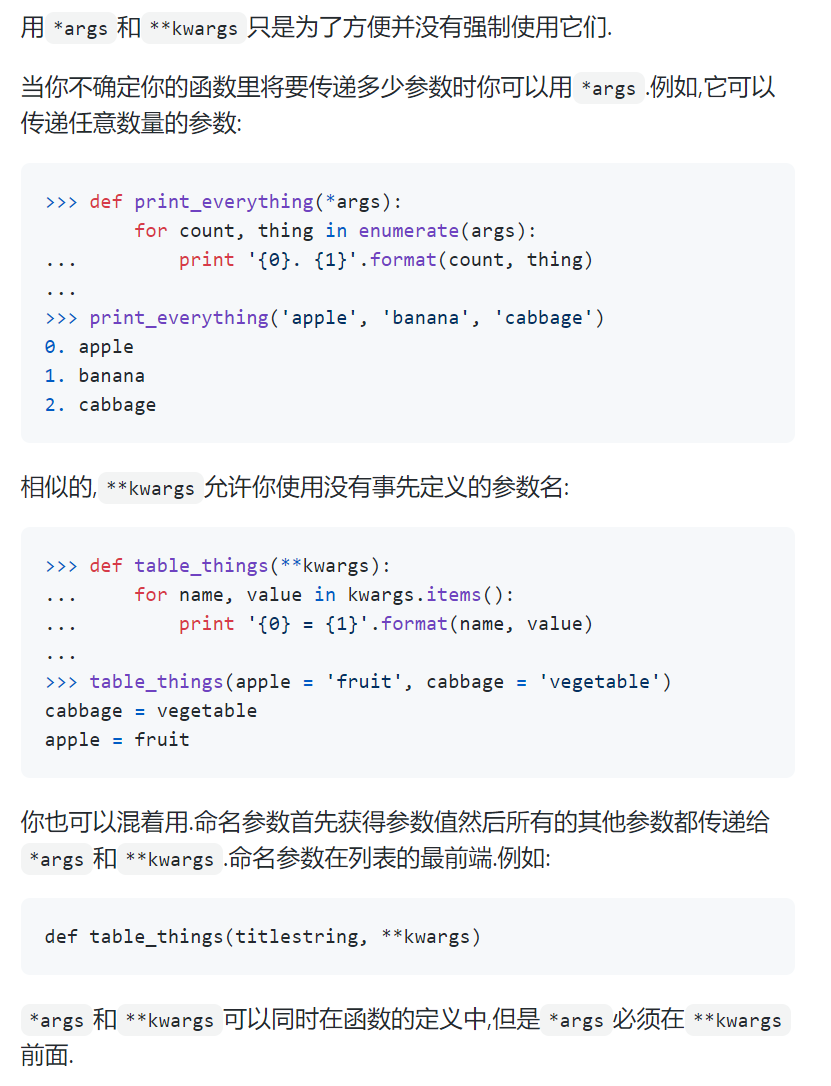 用 *args 和 **kwargs 只是为了方便并没有强制使用它们.
当你不确定你的函数里将要传递多少参数时你可以用 *args .例如,它可以
传递任意数量的参数:
>>> def print_everything(*args):
        for count, thing in enumerate(args):
...         print '{0}. {1}'.format(count, thing)
...
>>> print_everything('apple', 'banana', 'cabbage')
0. apple
1. banana
2. cabbage
相似的, **kwargs 允许你使用没有事先定义的参数名:
>>> def table_things(**kwargs):
...     for name, value in kwargs.items():
...         print '{0} = {1}'.format(name, value)
...
>>> table_things(apple = 'fruit', cabbage = 'vegetable')
cabbage = vegetable
apple = fruit
你也可以混着用.命名参数首先获得参数值然后所有的其他参数都传递给
*args 和 **kwargs .命名参数在列表的最前端.例如:
def table_things(titlestring, **kwargs)
*args 和 **kwargs 可以同时在函数的定义中,但是 *args 必须在 **kwargs
前面.